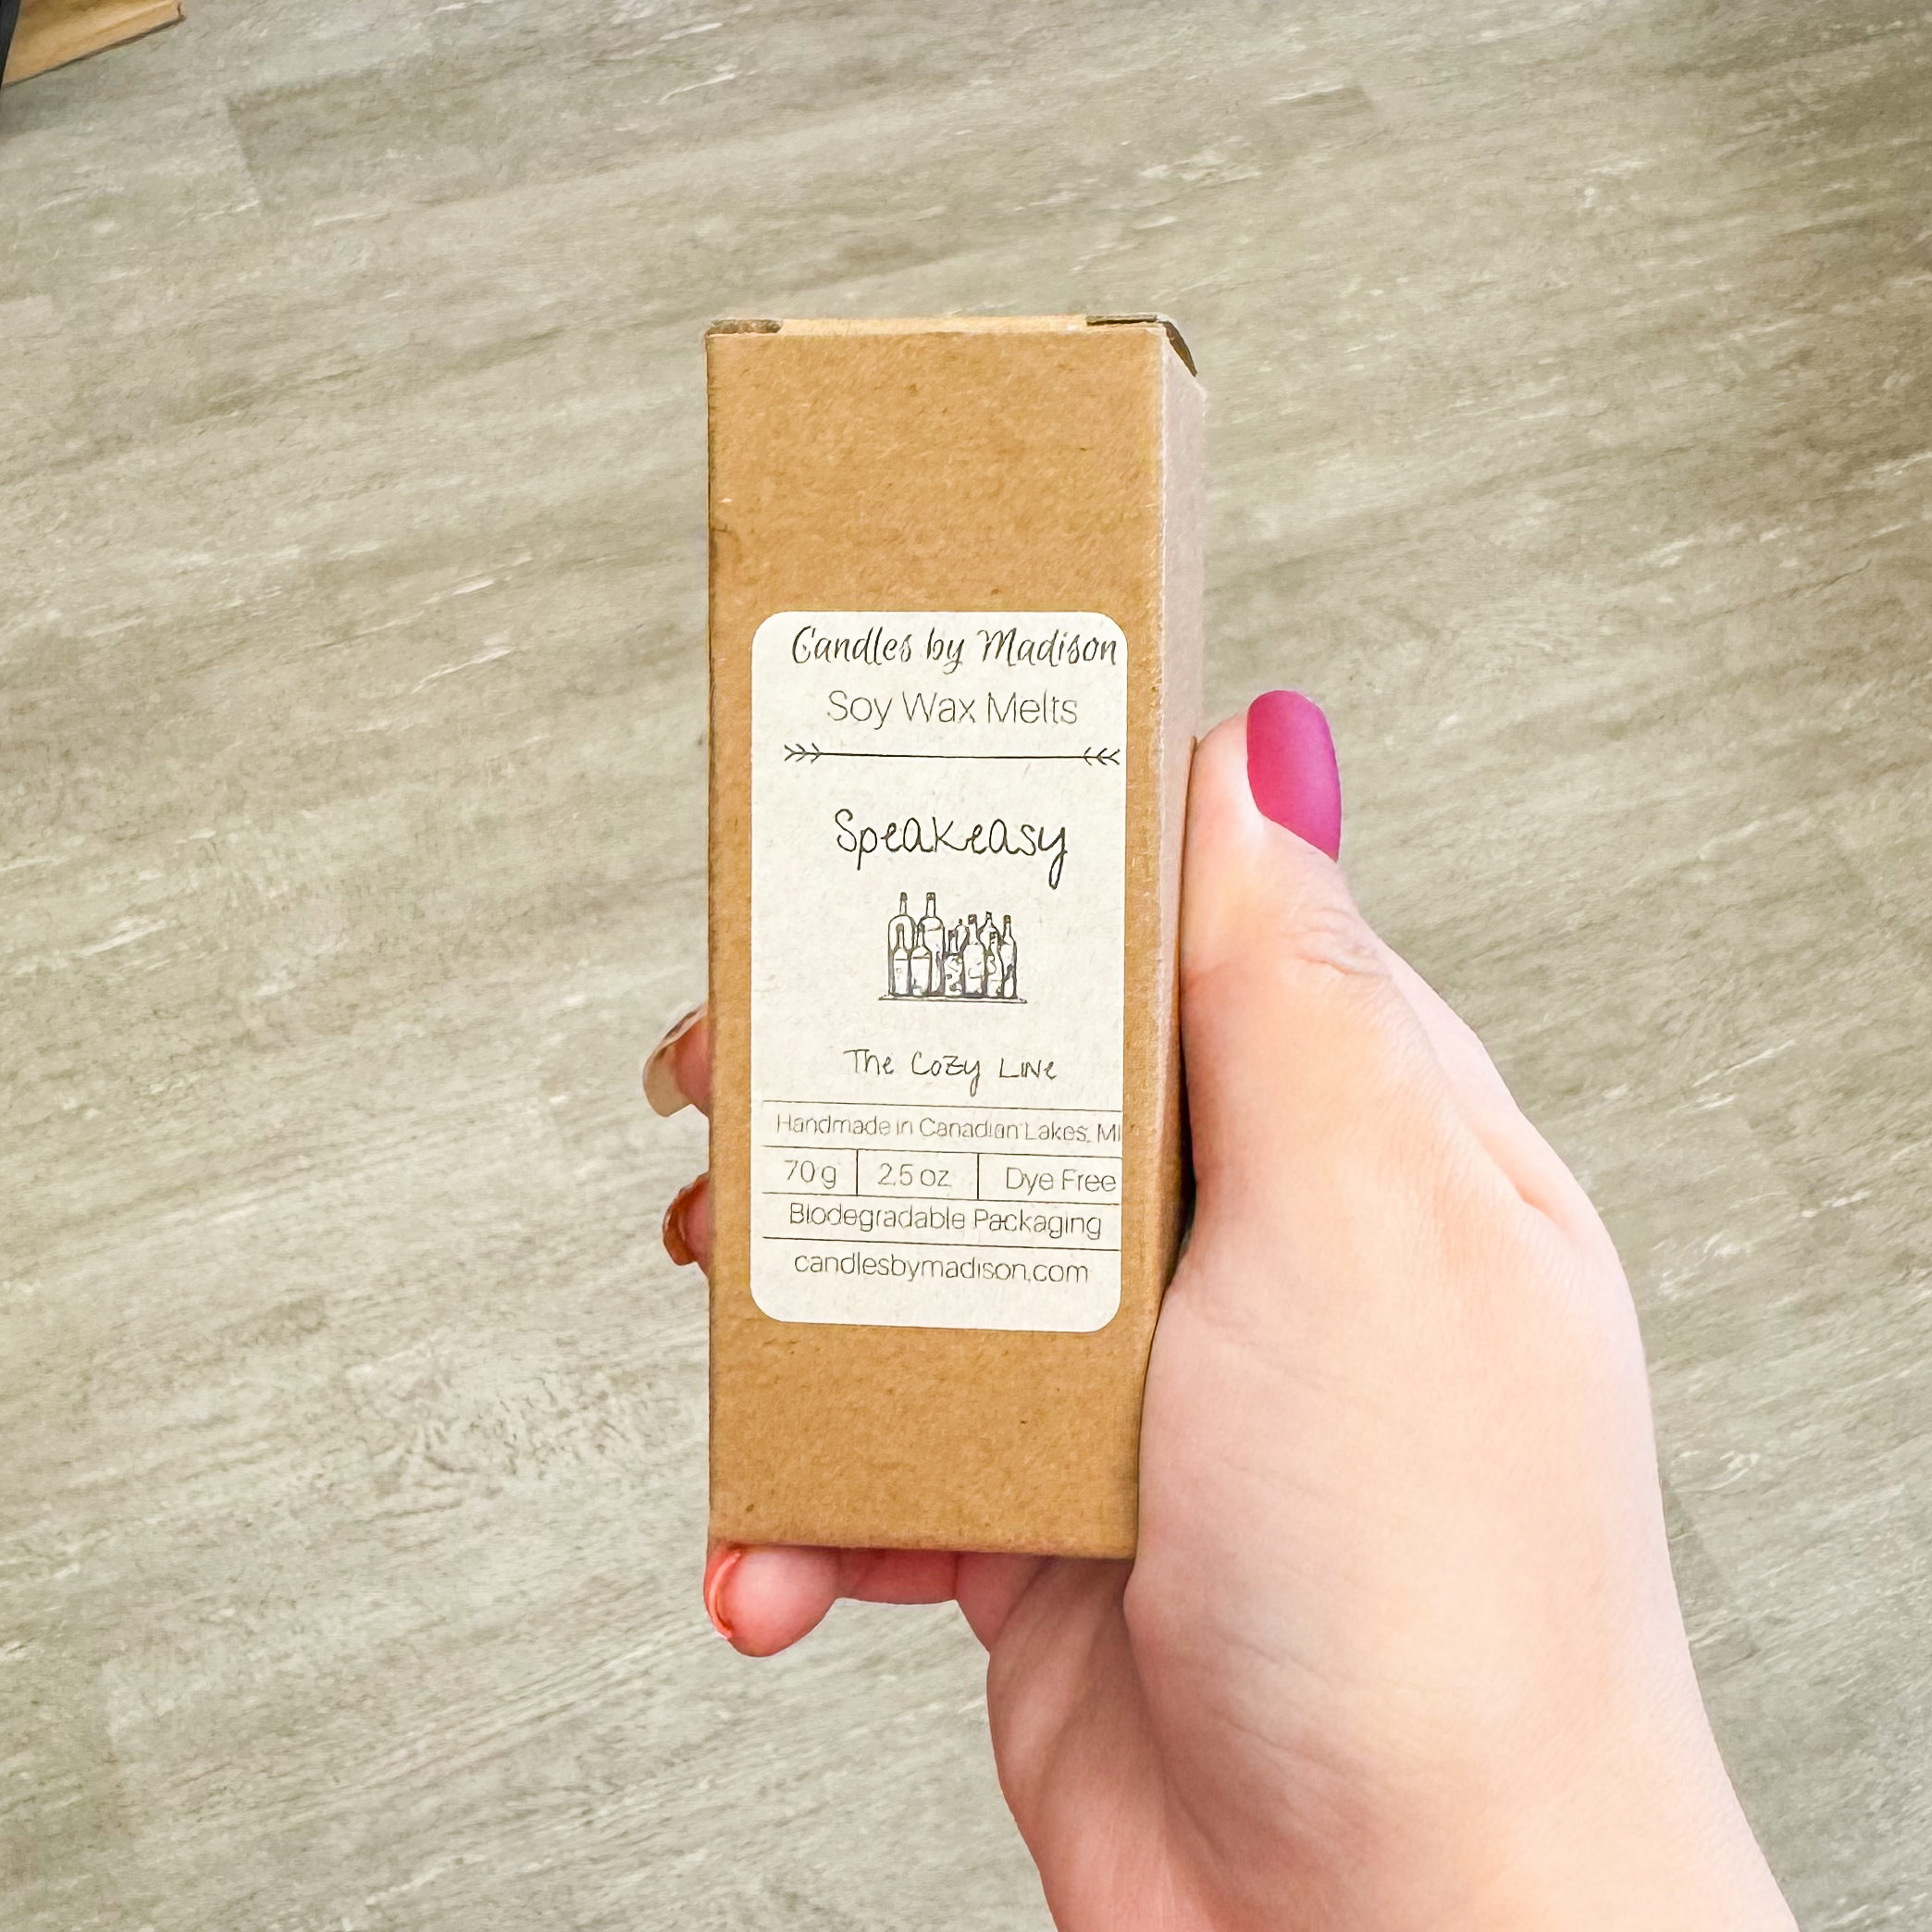 Candles by Madison
Soy Wax Melts
Speakeasy
The Cozy Line
Handmade in Canadian Lakes, MI
70 g 2.5 oz Dye Free
Biodegradable Packaging
candlesbymadison.com